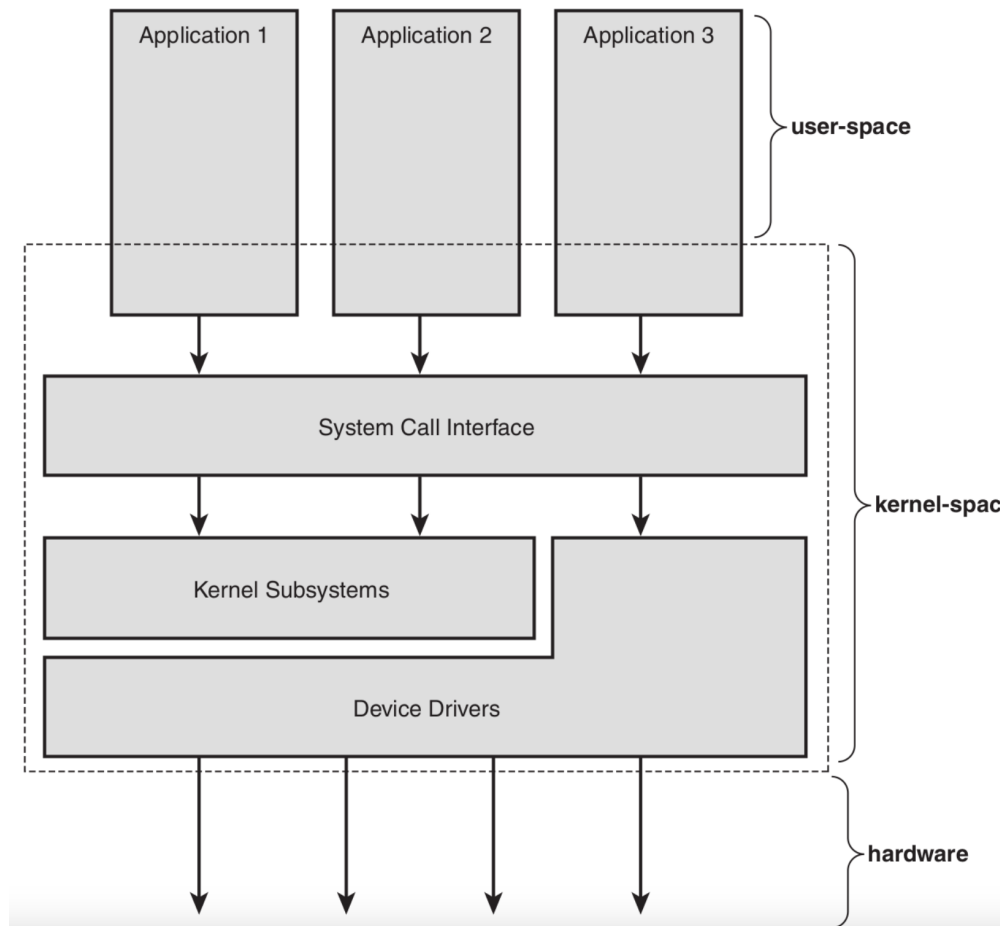 Application 1
Application 2
Application 3
user-space
System Call Interface
kernel-spac
Kernel Subsystems
Device Drivers
hardware